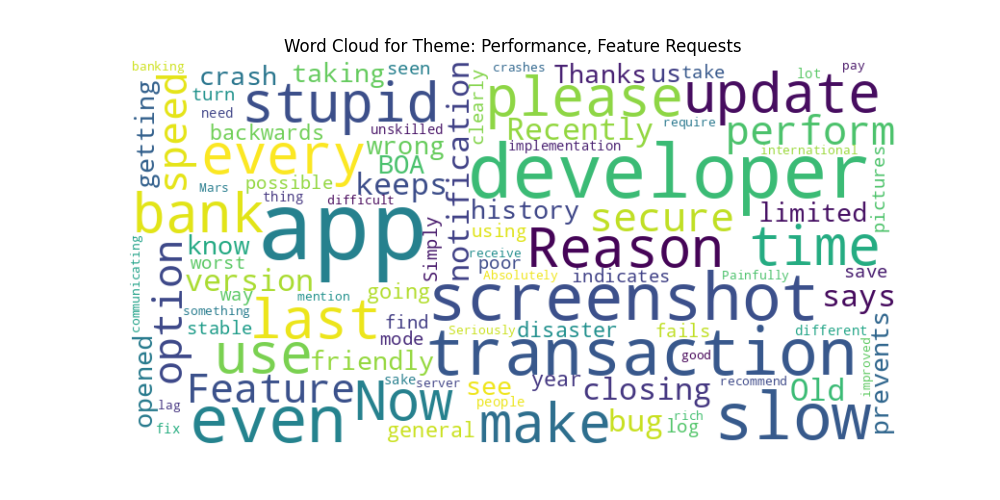 Word Cloud for Theme: Performance, Feature Requests
banking
crash
taking
seen
crashes
Thanks
us
take
lot
pay
getting
speed
turn
need
stupid
notification
clearly
please
update
backwards
unskilled
Recently
require
perform
every
wrong
BOA
implementation
international
pictures
Mars
possible
keeps
developer
thing
difficult
bank
app
history
secure
limited
know
Simply
using
Reason
time
worst
receive
poor
communicating
option
version
Absolutely
indicates
Painfully
save
way
mention
going
screenshot
says
something
last
find
stable
mode
Seriously
disaster
fails
different
prevents
opened
use
friendly
transaction
good
improved
Feature
sake
server
see
year
closing
recommend
Old
lag
Now
people
rich
slow
fix
even
general
make
bug
log